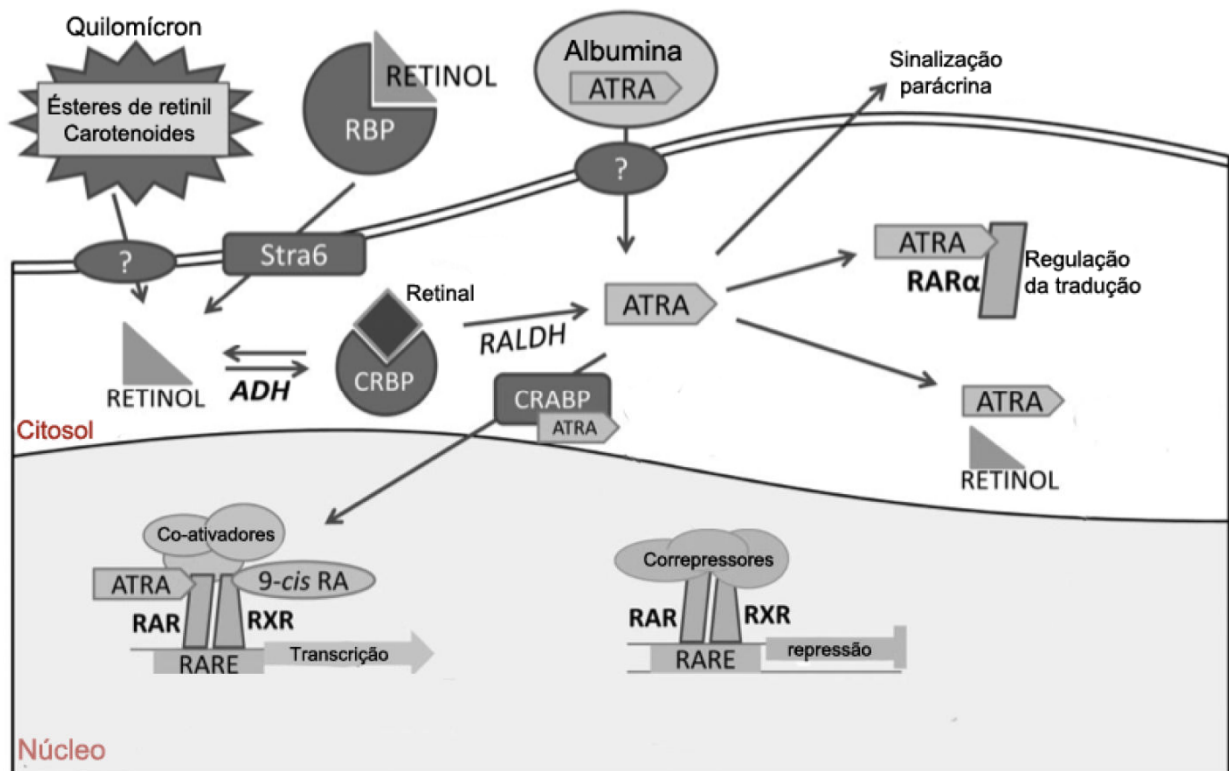 Quilomícron
Ésteres de retinil
Carotenoides
RETINOL
RBP
Albumina
ATRA
Sinalização
parácrina
?
?
Stra6
ATRA
RARα
Regulação
da tradução
Retinal
ATRA
RALDH
RETINOL
ADH
CRBP
CRABP
ATRA
ATRA
RETINOL
Citosol
Co-ativadores
ATRA
9-cis RA
RAR
RXR
RARE
Transcrição
Correpressores
RAR
RXR
RARE
repressão
Núcleo